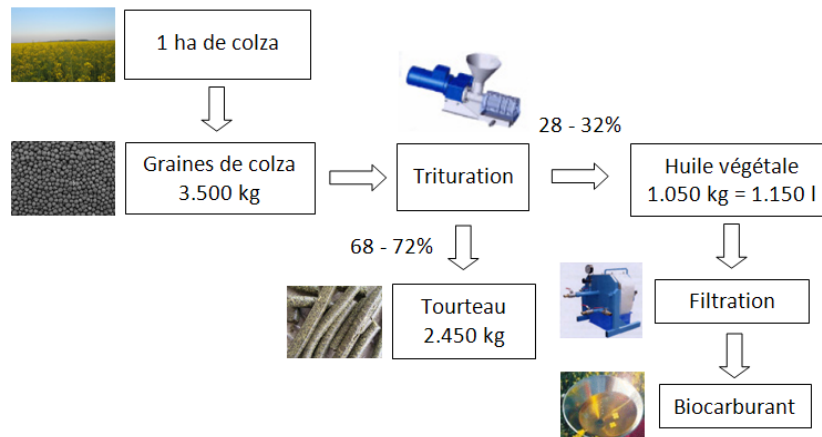 1 ha de colza
28 - 32%
Graines de colza
3.500 kg
Trituration
Huile végétale
1.050 kg = 1.150 l
68 - 72%
Tourteau
2.450 kg
Filtration
Biocarburant